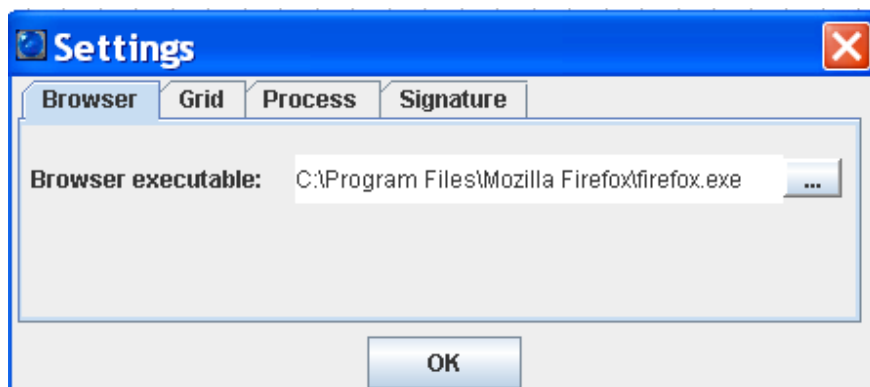 Settings
Browser Grid Process Signature
Browser executable: C:\Program Files\Mozilla Firefox\firefox.exe ...
OK